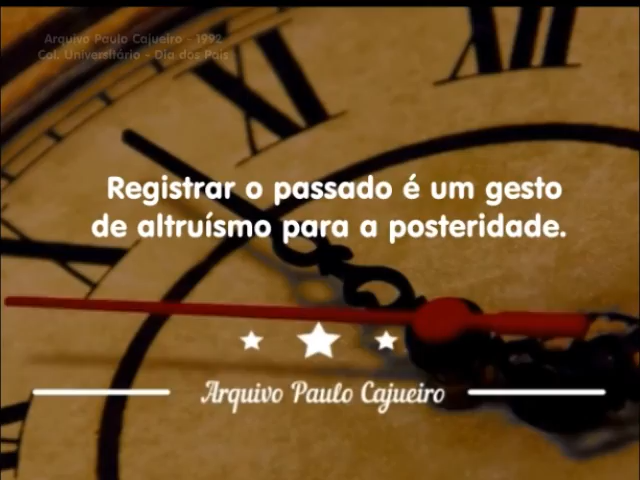 Arquivo Paulo Cajueiro - 1992
Col. Universitário - Dia dos Pais
Registrar o passado é um gesto
de altruísmo para a posteridade.
Arquivo Paulo Cajueiro